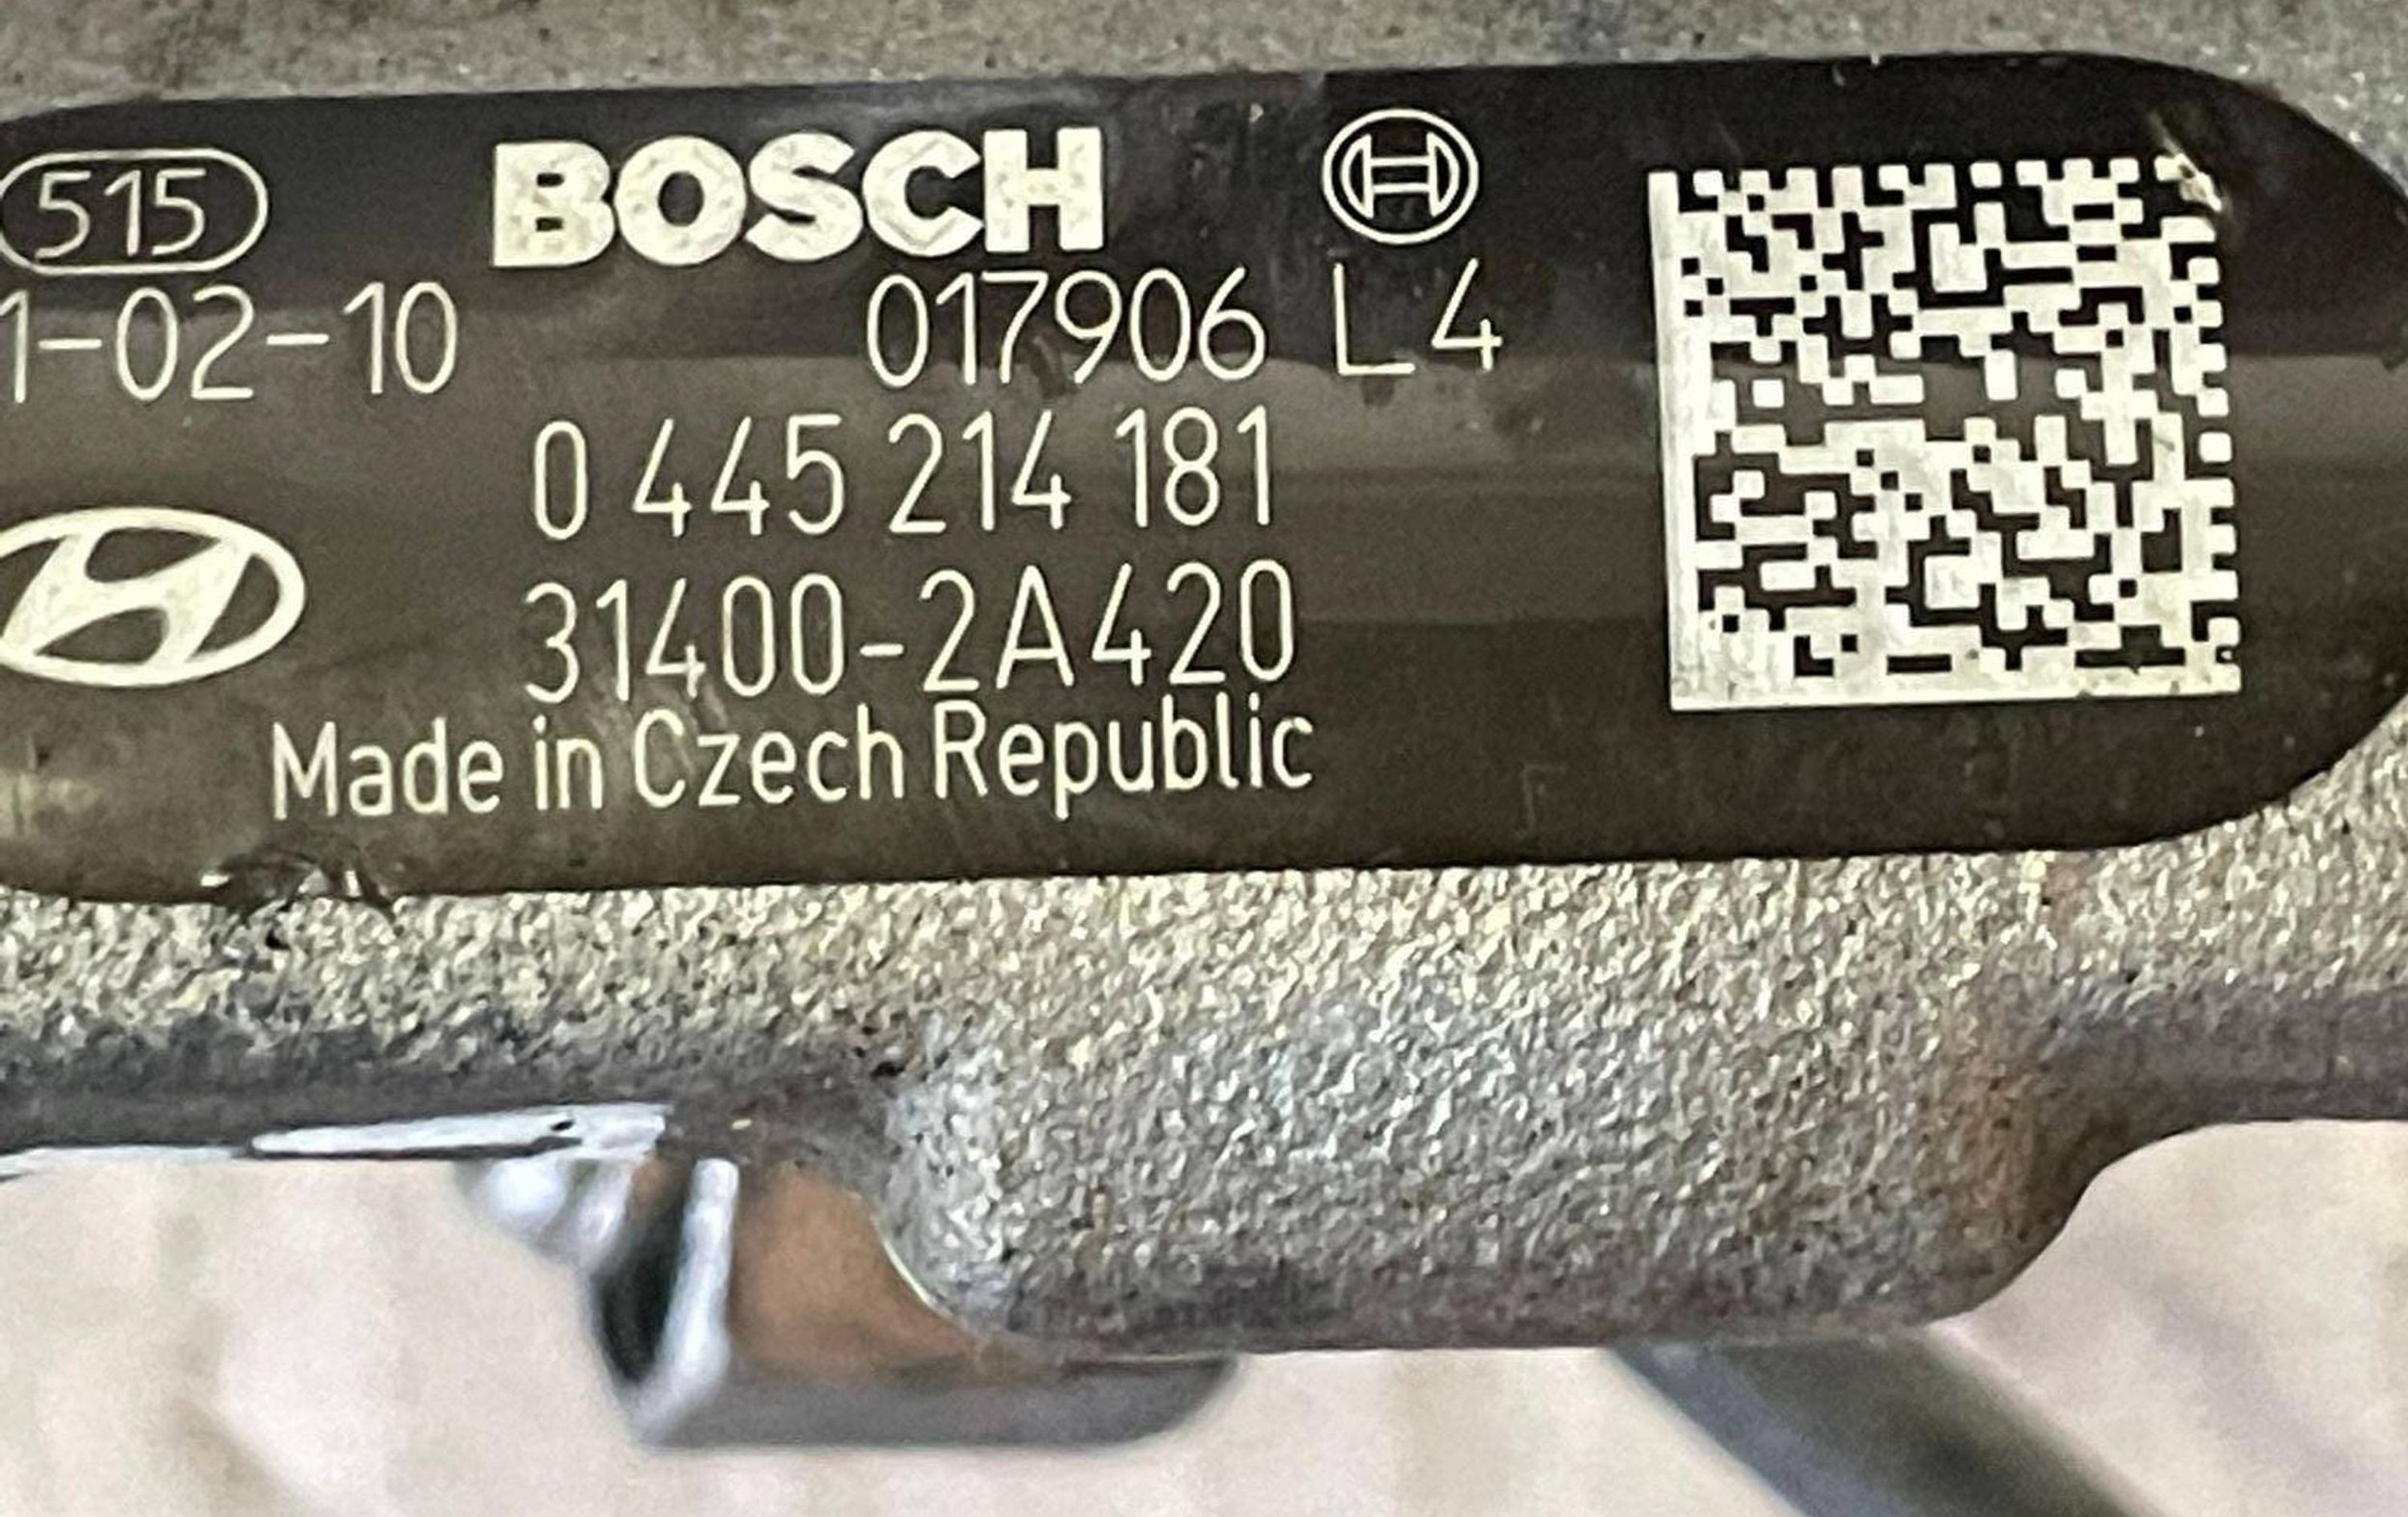 515 BOSCH
1-02-10 017906 L4
0 445 214 181
31400-2A420
Made in Czech Republic